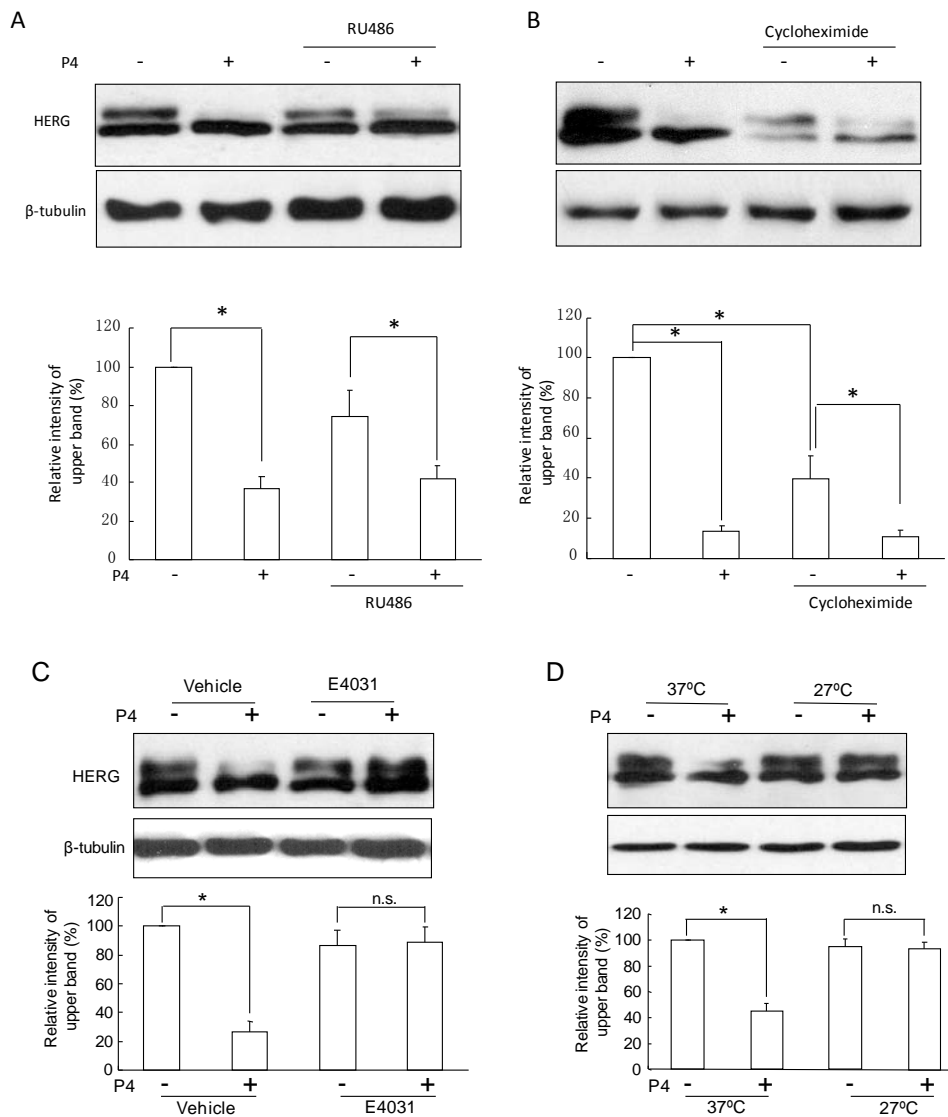 A
RU486
P4 - + - +
HERG
β-tubulin
Relative intensity of
upper band (%)
120
100
80
60
40
20
0
*
*
P4 - + - +
RU486
B
Cycloheximide
- + - +
Relative intensity of
upper band (%)
120
100
80
60
40
20
0
*
*
*
- + - +
Cycloheximide
C
Vehicle E4031
P4 - + - +
HERG
β-tubulin
Relative intensity of
upper band (%)
120
100
80
60
40
20
0
*
n.s.
P4 - + - +
Vehicle E4031
D
37ºC 27ºC
P4 - + - +
Relative intensity of
upper band (%)
120
100
80
60
40
20
0
*
n.s.
P4 - + - +
37ºC 27ºC